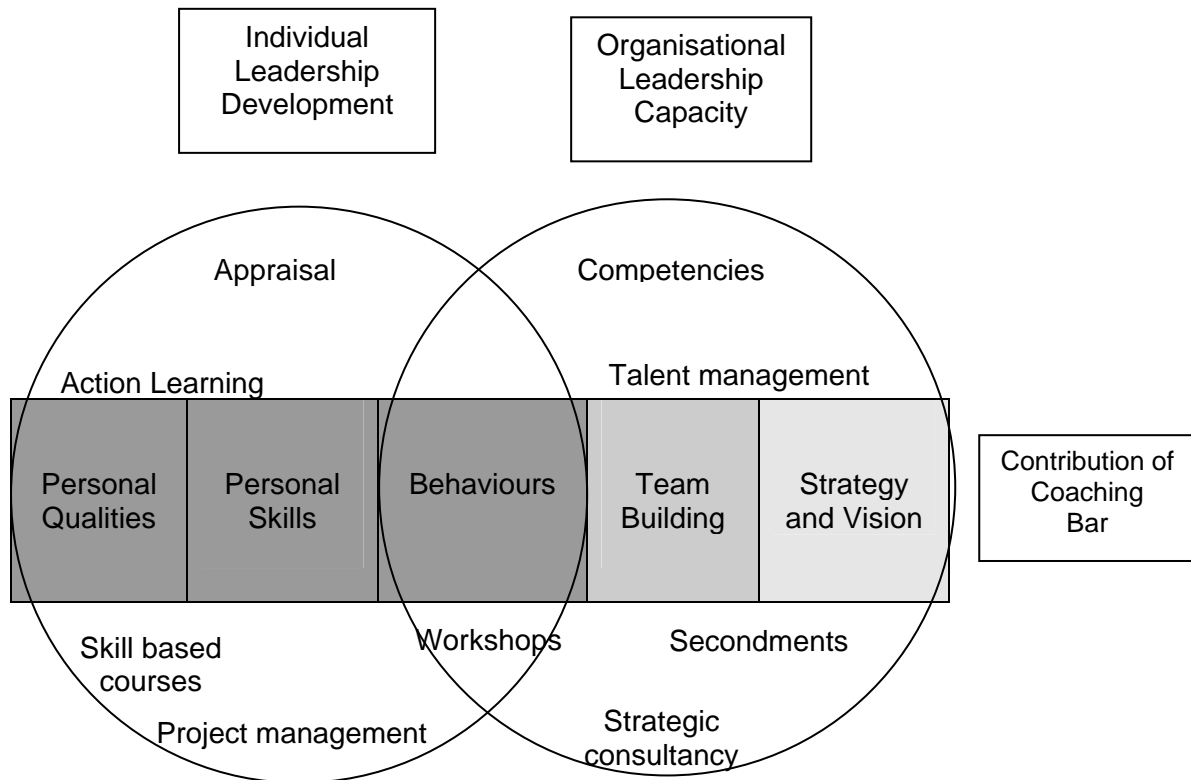 Individual
Leadership
Development
Organisational
Leadership
Capacity
Appraisal
Competencies
Action Learning
Talent management
Personal
Qualities
Personal
Skills
Behaviours
Team
Building
Strategy
and Vision
Contribution of
Coaching
Bar
Skill based
courses
Workshops
Secondments
Project management
Strategic
consultancy